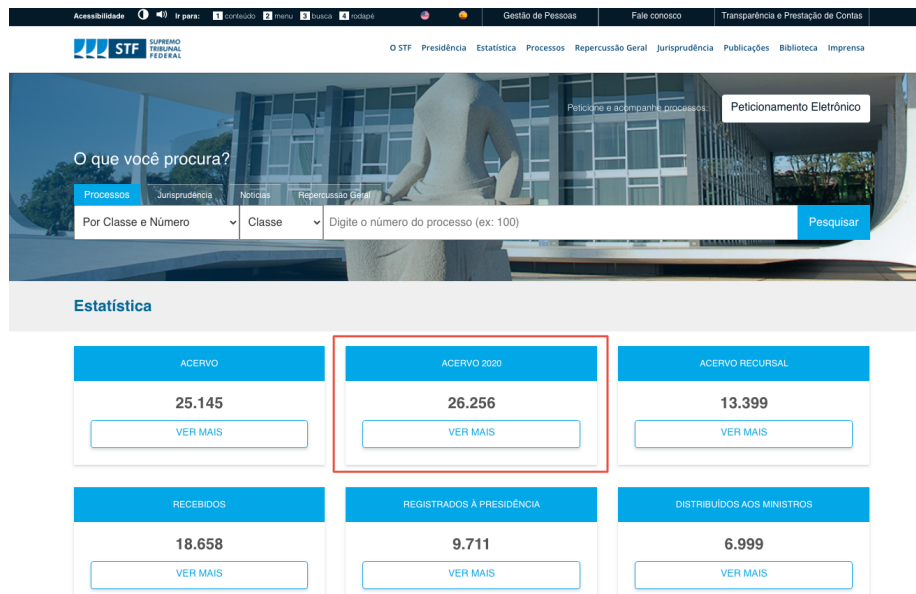 Acessibilidade Ir para: 1 conteúdo 2 menu 3 busca 4 rodapé Gestão de Pessoas Fale conosco Transparência e Prestação de Contas
STF SUPREMO TRIBUNAL FEDERAL
O STF Presidência Estatística Processos Repercussão Geral Jurisprudência Publicações Biblioteca Imprensa
Peticione e acompanhe processos: Peticionamento Eletrônico
O que você procura?
Processos Jurisprudência Notícias Repercussão Geral
Por Classe e Número Classe Digite o número do processo (ex: 100) Pesquisar
Estatística
ACERVO ACERVO 2020 ACERVO RECURSAL
25.145 26.256 13.399
VER MAIS VER MAIS VER MAIS
RECEBIDOS REGISTRADOS À PRESIDÊNCIA DISTRIBUÍDOS AOS MINISTROS
18.658 9.711 6.999
VER MAIS VER MAIS VER MAIS